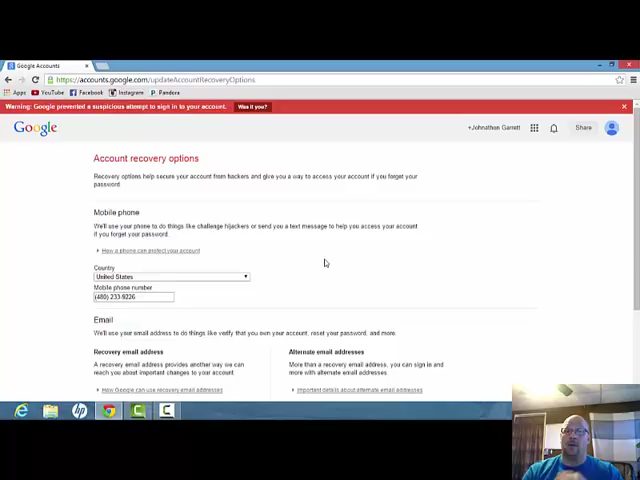 Google Accounts
https://accounts.google.com/updateAccountRecoveryOptions
Apps YouTube Facebook Instagram Pandora
Warning: Google prevented a suspicious attempt to sign in to your account. Was it you?
Google +Johnathon Garrett Share
Account recovery options
Recovery options help secure your account from hackers and give you a way to access your account if you forget your
password.
Mobile phone
We'll use your phone to do things like challenge hijackers or send you a text message to help you access your account
if you forget your password.
How a phone can protect your account
Country
United States
Mobile phone number
(480) 233-9226
Email
We'll use your email address to do things like verify that you own your account, reset your password, and more.
Recovery email address
A recovery email address provides another way we can
reach you about important changes to your account
How Google can use recovery email addresses
Alternate email addresses
More than a recovery email address, you can sign in and
more with alternate email addresses
Important details about alternate email addresses